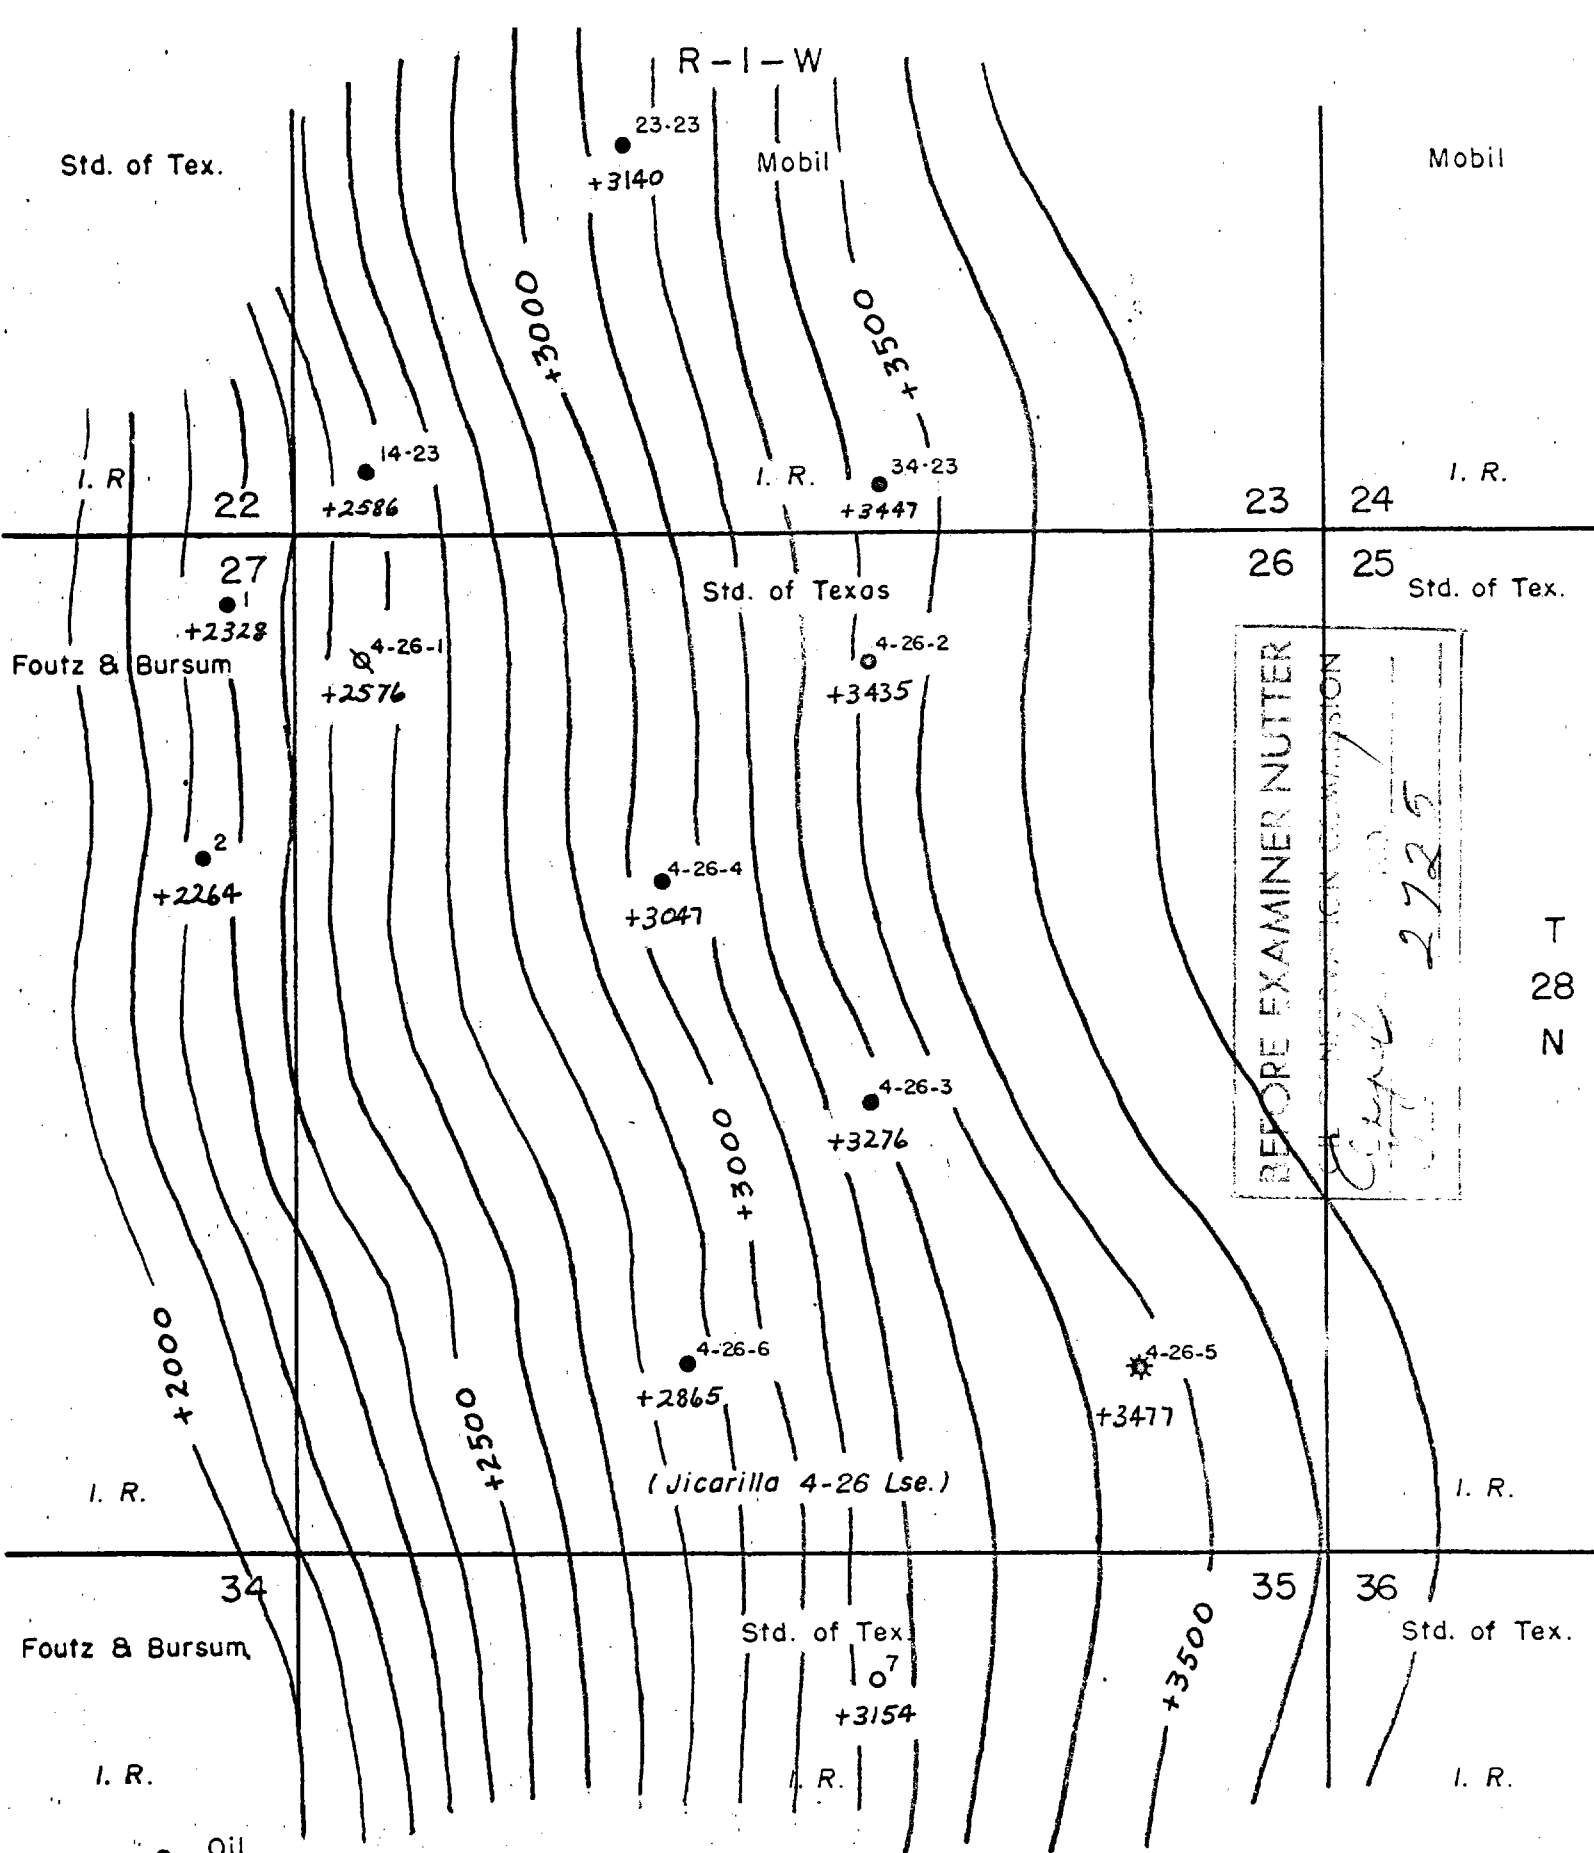 R-1-W
23-23
Std. of Tex.
Mobil
Mobil
+3140
+3000
+3500
14-23
34-23
I. R.
I. R.
I. R.
22
+2586
+3447
23
24
27
26
25
1
Std. of Texas
Std. of Tex.
+2328
4-26-1
4-26-2
Foutz & Bursum
+2576
+3435
BEFORE EXAMINER NUTTER
2725
2
4-26-4
+2264
+3047
T
28
N
4-26-3
+3276
+3000
+2000
4-26-6
4-26-5
+2865
+3477
+2500
(Jicarilla 4-26 Lse.)
I. R.
I. R.
34
35
36
Foutz & Bursum
Std. of Tex.
Std. of Tex.
+3500
7
+3154
I. R.
I. R.
I. R.
Oil